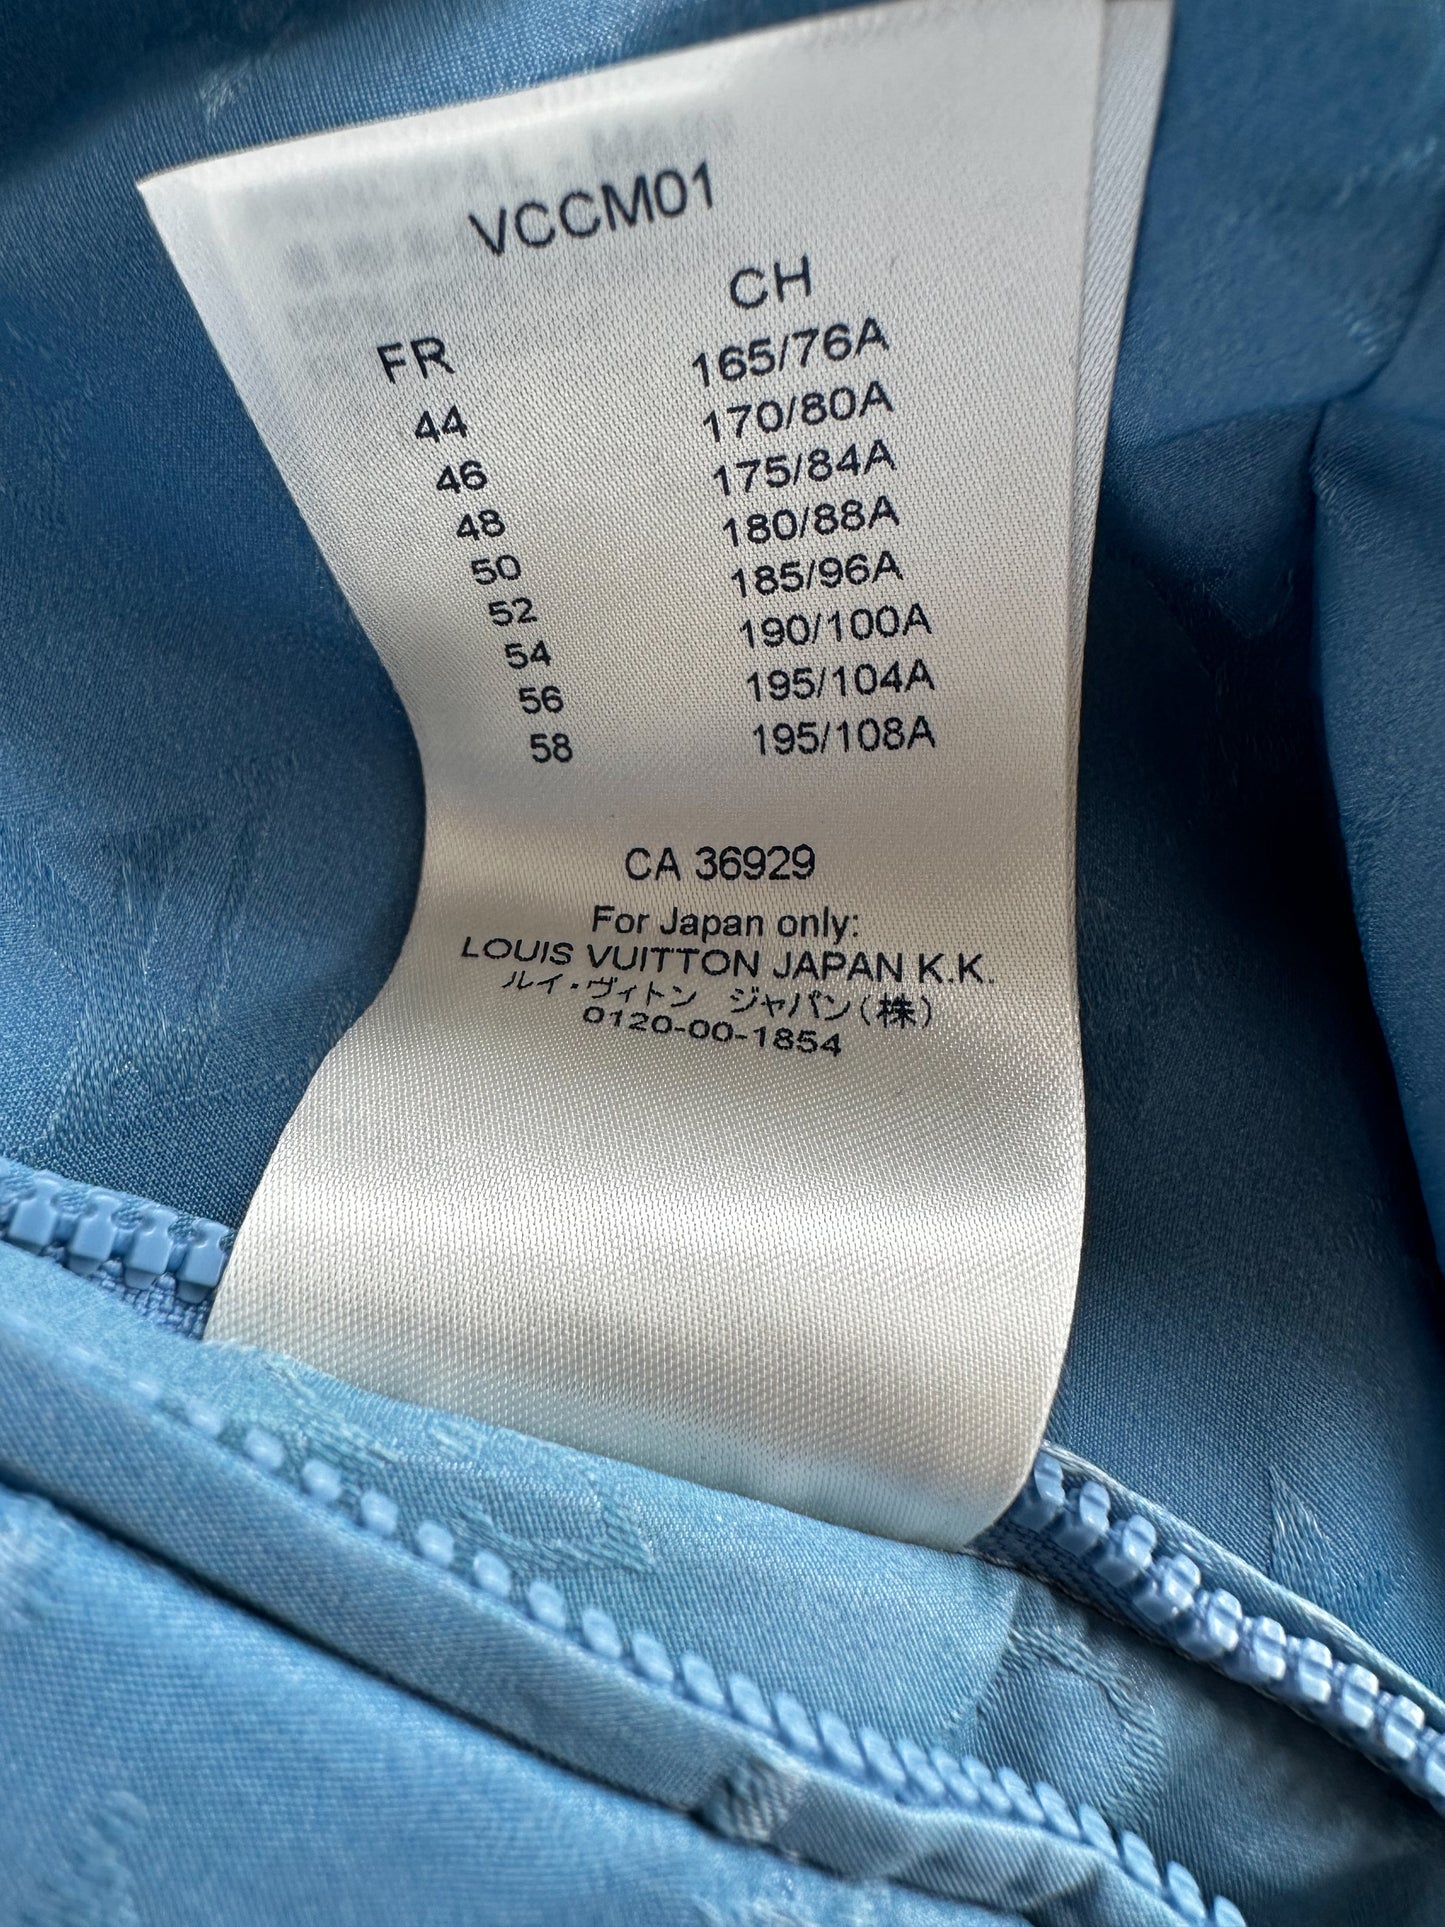 VCCM01
FR CH
44 165/76A
46 170/80A
48 175/84A
50 180/88A
52 185/96A
54 190/100A
56 195/104A
58 195/108A
CA 36929
For Japan only:
LOUIS VUITTON JAPAN K.K.
ルイ・ヴィトン ジャパン(株)
0120-00-1854